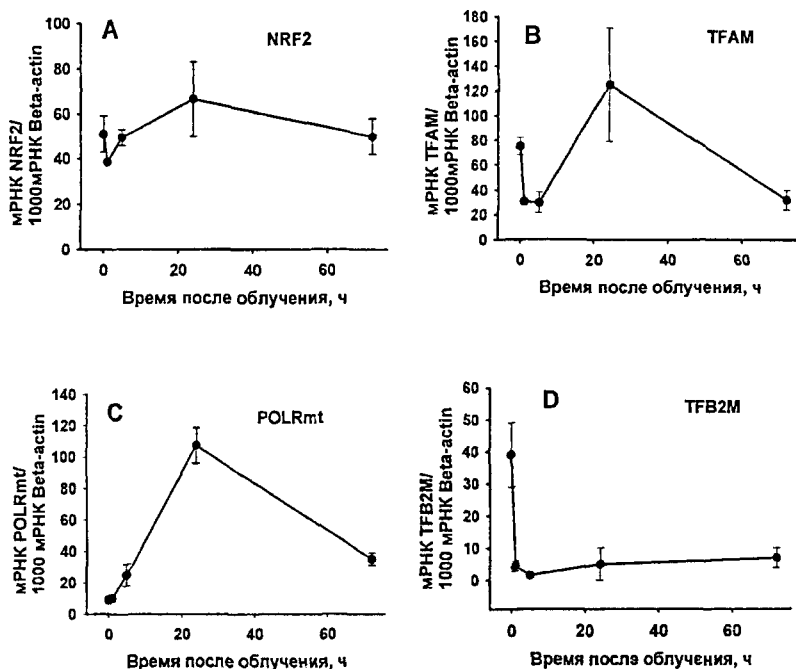 A
NRF2
мРНК NRF2/
1000мРНК Beta-actin
100
80
60
40
20
0
0 20 40 60
Время после облучения, ч
B
TFAM
мРНК TFAM/
1000мРНК Beta-actin
180
160
140
120
100
80
60
40
20
0
0 20 40 60
Время после облучения, ч
C
POLRmt
мРНК POLRmt/
1000 мРНК Beta-actin
140
120
100
80
60
40
20
0
0 20 40 60
Время после облучения, ч
D
TFB2M
мРНК TFB2M/
1000 мРНК Beta-actin
60
50
40
30
20
10
0
0 20 40 60
Время после облучения, ч